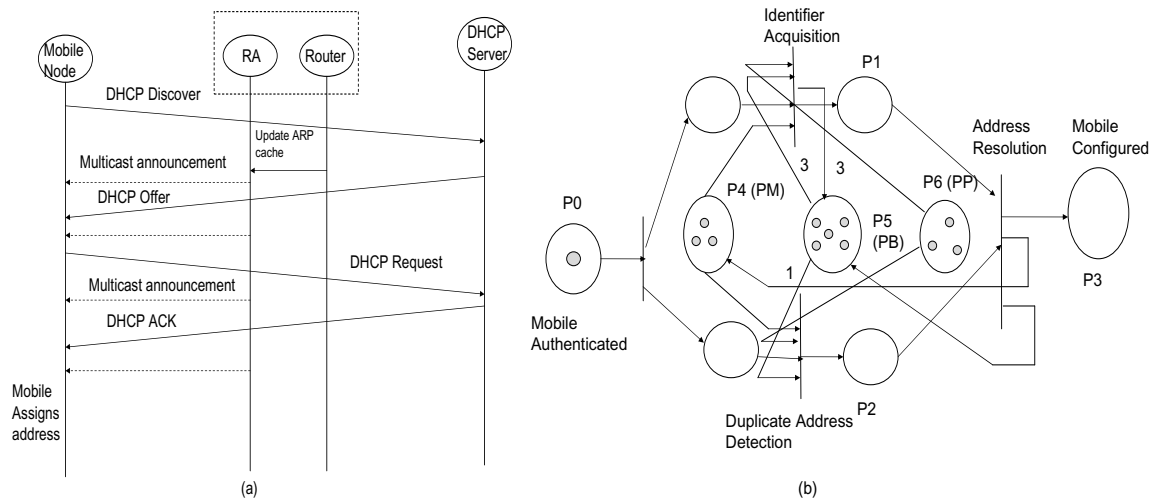 Mobile
Node
RA
Router
DHCP
Server
DHCP Discover
Update ARP
cache
Multicast announcement
DHCP Offer
DHCP Request
Multicast announcement
DHCP ACK
Mobile
Assigns
address
(a)
Identifier
Acquisition
P1
Address
Resolution
Mobile
Configured
3
3
P4 (PM)
P6 (PP)
P0
P5
(PB)
1
P3
Mobile
Authenticated
P2
Duplicate Address
Detection
(b)